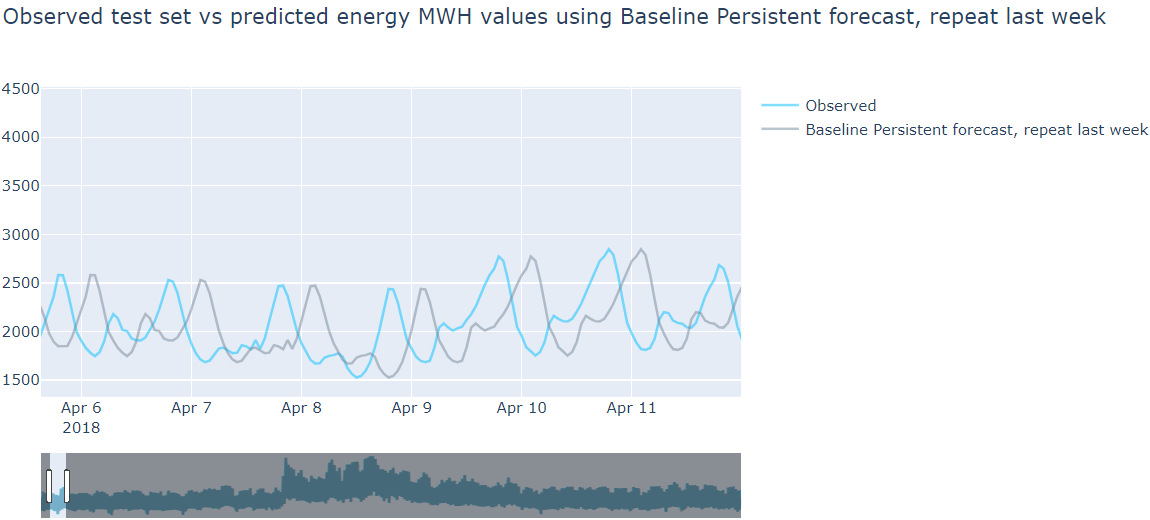 Observed test set vs predicted energy MWH values using Baseline Persistent forecast, repeat last week
4500
4000
3500
3000
2500
2000
1500
Apr 6
2018
Apr 7
Apr 8
Apr 9
Apr 10
Apr 11
Observed
Baseline Persistent forecast, repeat last week